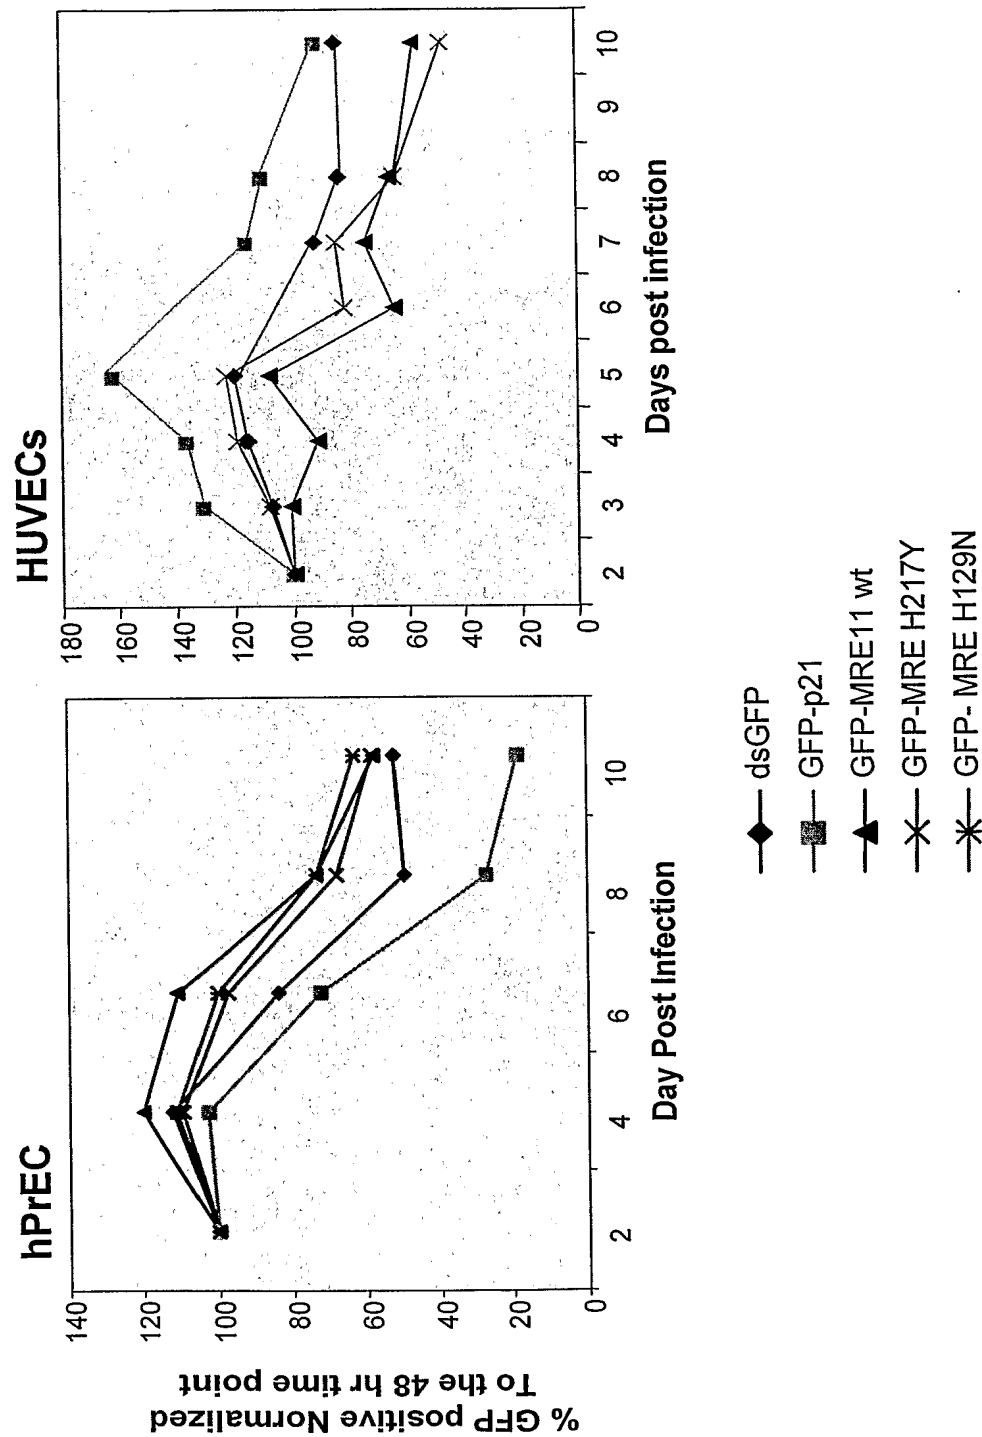 hPrEC
% GFP positive Normalized
To the 48 hr time point
140
120
100
80
60
40
20
0
2
4
6
8
10
Day Post Infection
HUVECs
180
160
140
120
100
80
60
40
20
0
2
3
4
5
6
7
8
9
10
Days post infection
dsGFP
GFP-p21
GFP-MRE11 wt
GFP-MRE H217Y
GFP- MRE H129N